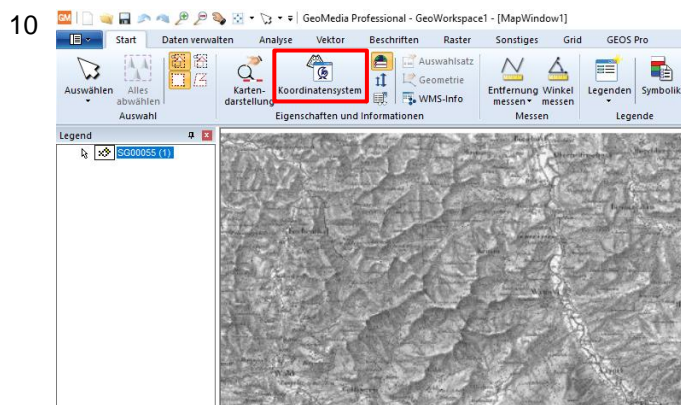 10
GM GeoMedia Professional - GeoWorkspace1 - [MapWindow1]
Start Daten verwalten Analyse Vektor Beschriften Raster Sonstiges Grid GEOS Pro
Auswählen
Alles
abwählen
Auswahl
Karten-
darstellung
Koordinatensystem
Auswahlsatz
Geometrie
WMS-Info
Eigenschaften und Informationen
Entfernung
messen
Winkel
messen
Messen
Legenden
Symbolik
Legende
Legend
SG00055 (1)